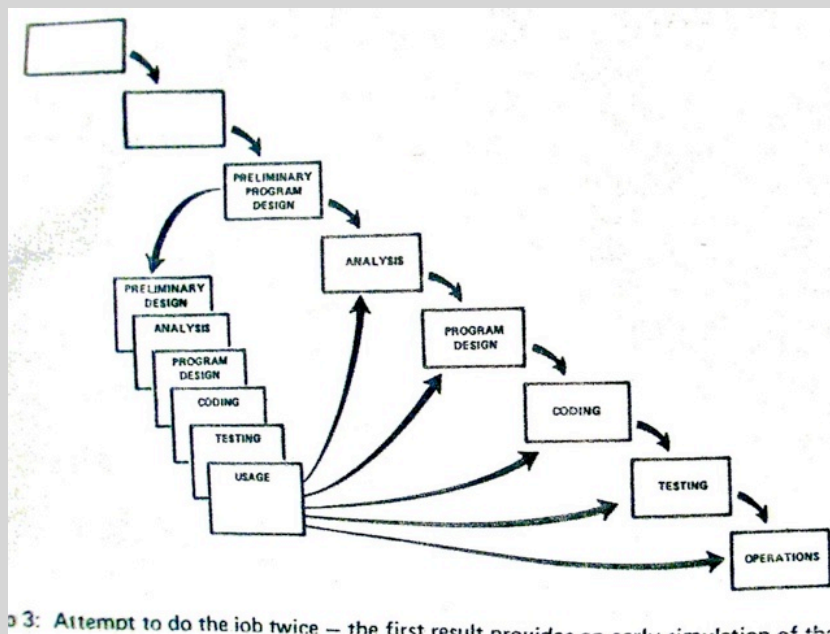 PRELIMINARY
PROGRAM
DESIGN
ANALYSIS
PROGRAM
DESIGN
CODING
TESTING
OPERATIONS
PRELIMINARY
DESIGN
ANALYSIS
PROGRAM
DESIGN
CODING
TESTING
USAGE
3: Attempt to do the job twice — the first result provides an early simulation of the